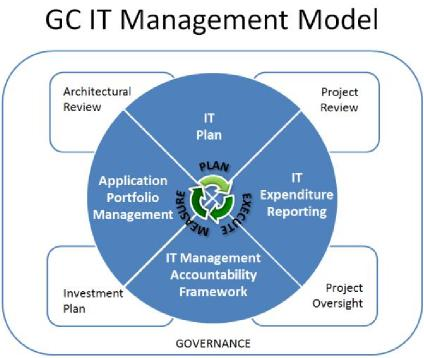 GC IT Management Model
Architectural
Review
Project
Review
IT
Plan
Application
Portfolio
Management
PLAN
EXECUTE
MEASURE
IT
Expenditure
Reporting
IT Management
Accountability
Framework
Investment
Plan
Project
Oversight
GOVERNANCE